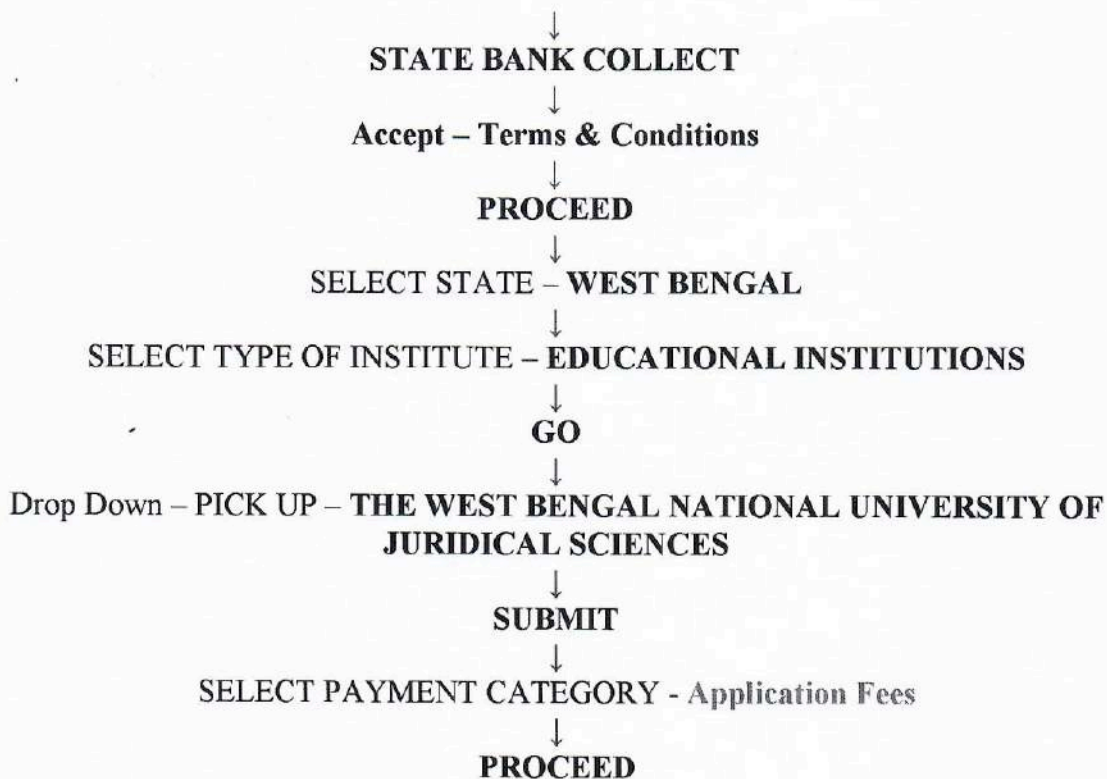 ↓
STATE BANK COLLECT
↓
Accept – Terms & Conditions
↓
PROCEED
↓
SELECT STATE – WEST BENGAL
↓
SELECT TYPE OF INSTITUTE – EDUCATIONAL INSTITUTIONS
↓
GO
↓
Drop Down – PICK UP – THE WEST BENGAL NATIONAL UNIVERSITY OF
JURIDICAL SCIENCES
↓
SUBMIT
↓
SELECT PAYMENT CATEGORY - Application Fees
↓
PROCEED